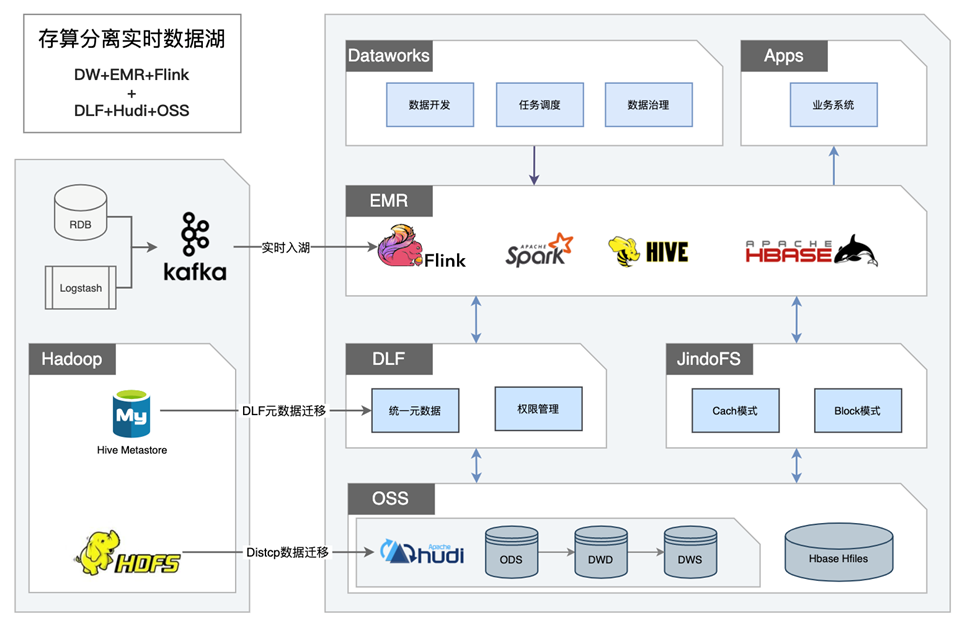 存算分离实时数据湖
DW+EMR+Flink
+
DLF+Hudi+OSS
Dataworks
数据开发
任务调度
数据治理
Apps
业务系统
RDB
Logstash
kafka
实时入湖
EMR
Flink
APACHE
Spark
HIVE
APACHE
HBASE
Hadoop
My
Hive Metastore
DLF元数据迁移
DLF
统一元数据
权限管理
JindoFS
Cach模式
Block模式
HDFS
Distcp数据迁移
OSS
Apache
hudi
ODS
DWD
DWS
Hbase Hfiles